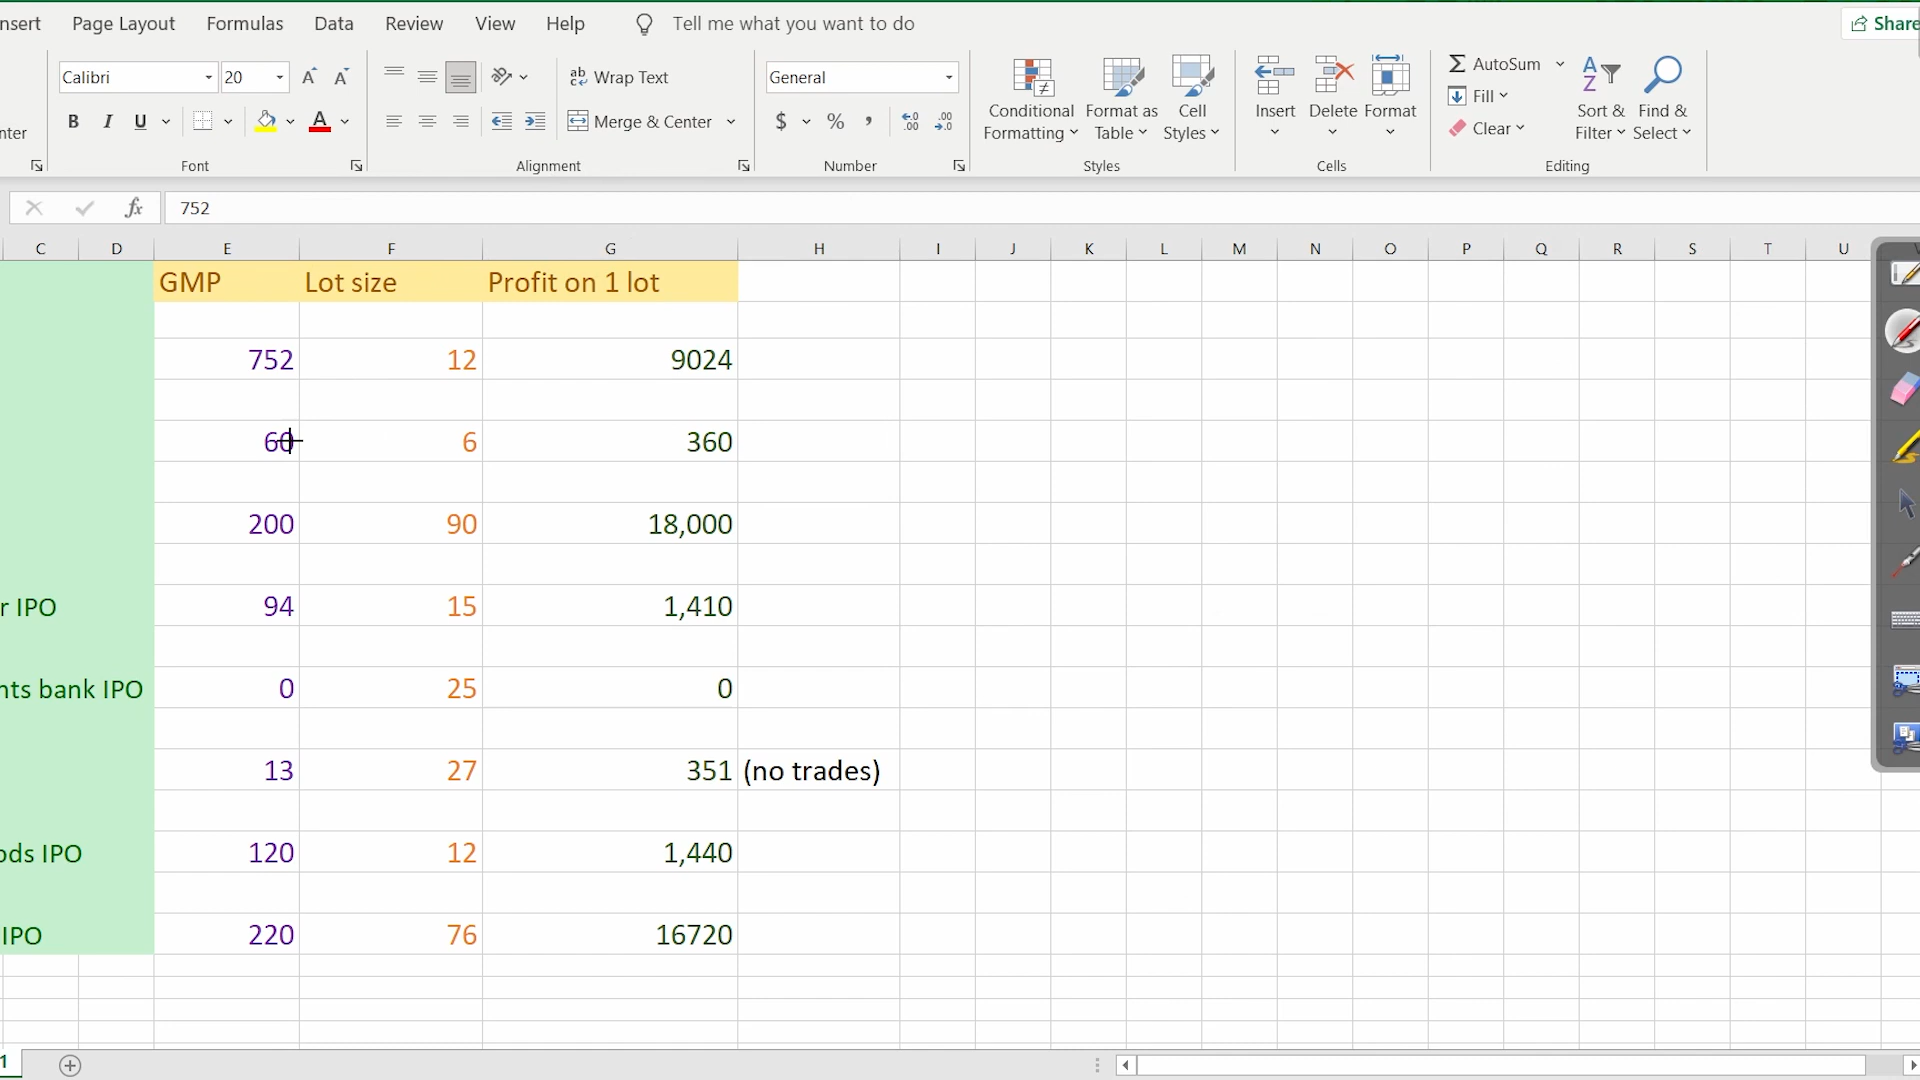 nsert Page Layout Formulas Data Review View Help Tell me what you want to do Share
Calibri 20 A A ab Wrap Text General Conditional Formatting Format as Table Cell Styles Insert Delete Format AutoSum Fill Clear Sort & Filter Find & Select
nter B I U A Merge & Center $ % ,
Font Alignment Number Styles Cells Editing
fx 752
C D E F G H I J K L M N O P Q R S T U
GMP Lot size Profit on 1 lot
752 12 9024
60 6 360
200 90 18,000
r IPO 94 15 1,410
nts bank IPO 0 25 0
13 27 351 (no trades)
ods IPO 120 12 1,440
IPO 220 76 16720
1